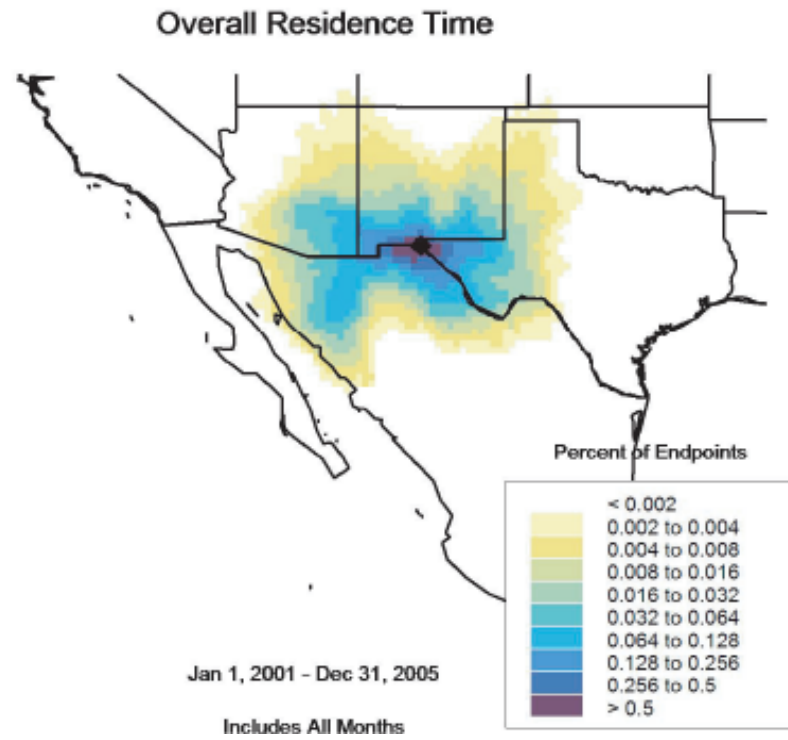 Overall Residence Time
Percent of Endpoints
< 0.002
0.002 to 0.004
0.004 to 0.008
0.008 to 0.016
0.016 to 0.032
0.032 to 0.064
0.064 to 0.128
0.128 to 0.256
0.256 to 0.5
> 0.5
Jan 1, 2001 - Dec 31, 2005
Includes All Months